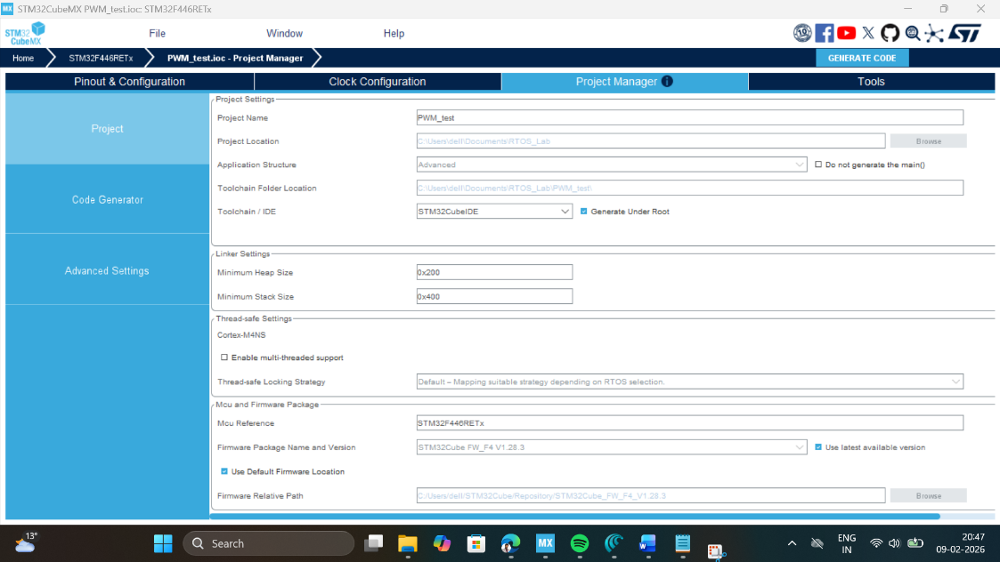 MX STM32CubeMX PWM_test.ioc: STM32F446RETx
STM32 CubeMX
File Window Help
10
Home STM32F446RETx PWM_test.ioc - Project Manager GENERATE CODE
Pinout & Configuration Clock Configuration Project Manager Tools
Project
Code Generator
Advanced Settings
Project Settings
Project Name PWM_test
Project Location C:\Users\dell\Documents\RTOS_Lab Browse
Application Structure Advanced Do not generate the main()
Toolchain Folder Location C:\Users\dell\Documents\RTOS_Lab\PWM_test\
Toolchain / IDE STM32CubeIDE Generate Under Root
Linker Settings
Minimum Heap Size 0x200
Minimum Stack Size 0x400
Thread-safe Settings
Cortex-M4NS
Enable multi-threaded support
Thread-safe Locking Strategy Default – Mapping suitable strategy depending on RTOS selection.
Mcu and Firmware Package
Mcu Reference STM32F446RETx
Firmware Package Name and Version STM32Cube FW_F4 V1.28.3 Use latest available version
Use Default Firmware Location
Firmware Relative Path C:/Users/dell/STM32Cube/Repository/STM32Cube_FW_F4_V1.28.3 Browse
13° Search MX ENG IN 20:47
09-02-2026